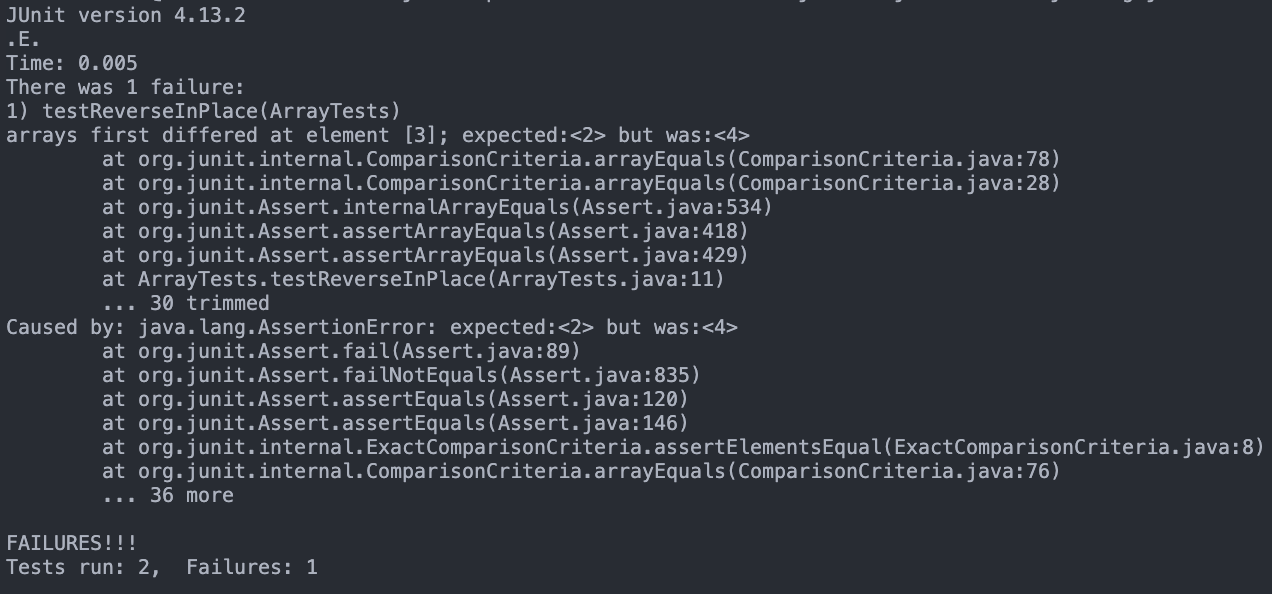 JUnit version 4.13.2
.E.
Time: 0.005
There was 1 failure:
1) testReverseInPlace(ArrayTests)
arrays first differed at element [3]; expected:<2> but was:<4>
        at org.junit.internal.ComparisonCriteria.arrayEquals(ComparisonCriteria.java:78)
        at org.junit.internal.ComparisonCriteria.arrayEquals(ComparisonCriteria.java:28)
        at org.junit.Assert.internalArrayEquals(Assert.java:534)
        at org.junit.Assert.assertArrayEquals(Assert.java:418)
        at org.junit.Assert.assertArrayEquals(Assert.java:429)
        at ArrayTests.testReverseInPlace(ArrayTests.java:11)
        ... 30 trimmed
Caused by: java.lang.AssertionError: expected:<2> but was:<4>
        at org.junit.Assert.fail(Assert.java:89)
        at org.junit.Assert.failNotEquals(Assert.java:835)
        at org.junit.Assert.assertEquals(Assert.java:120)
        at org.junit.Assert.assertEquals(Assert.java:146)
        at org.junit.internal.ExactComparisonCriteria.assertElementsEqual(ExactComparisonCriteria.java:8)
        at org.junit.internal.ComparisonCriteria.arrayEquals(ComparisonCriteria.java:76)
        ... 36 more

FAILURES!!!
Tests run: 2,  Failures: 1